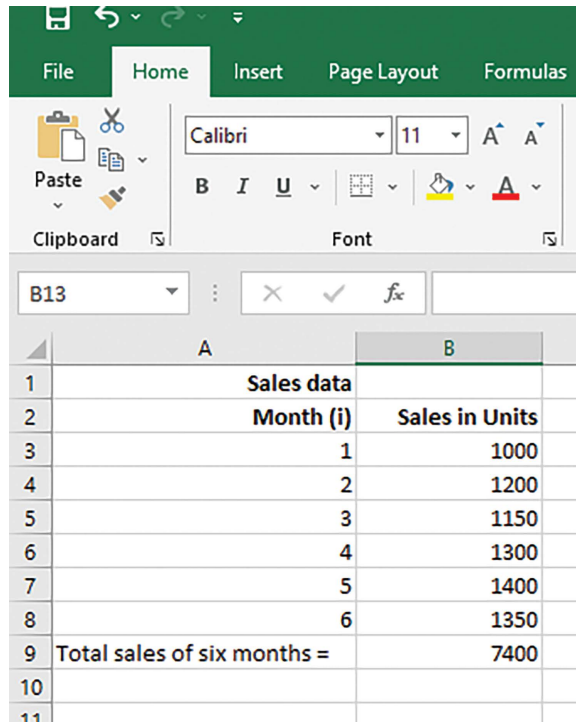 File Home Insert Page Layout Formulas
Calibri 11 A A
Paste B I U A
Clipboard Font
B13 fx
A B
1 Sales data
2 Month (i) Sales in Units
3 1 1000
4 2 1200
5 3 1150
6 4 1300
7 5 1400
8 6 1350
9 Total sales of six months = 7400
10
11